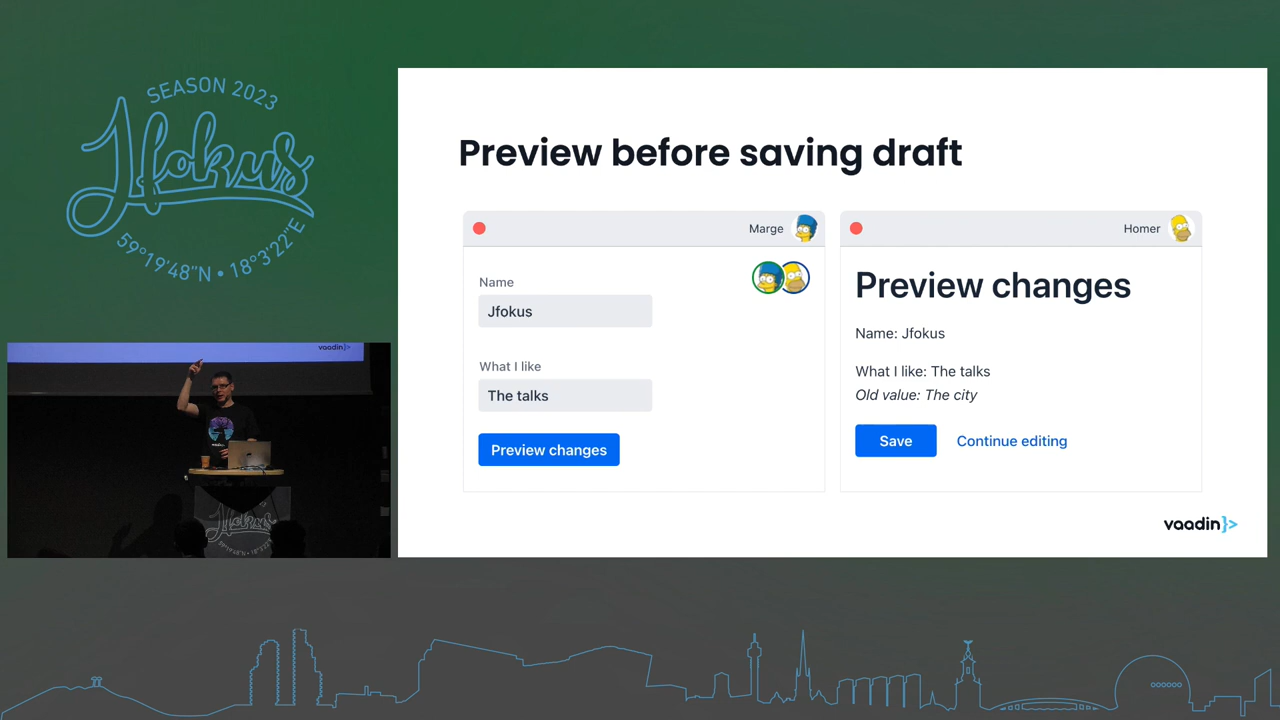 SEASON 2023
Jfokus
59°19'48"N • 18°3'22"E
vaadin}>
Jfokus
Preview before saving draft
Marge
Name
Jfokus
What I like
The talks
Preview changes
Homer
Preview changes
Name: Jfokus
What I like: The talks
Old value: The city
Save
Continue editing
vaadin}>